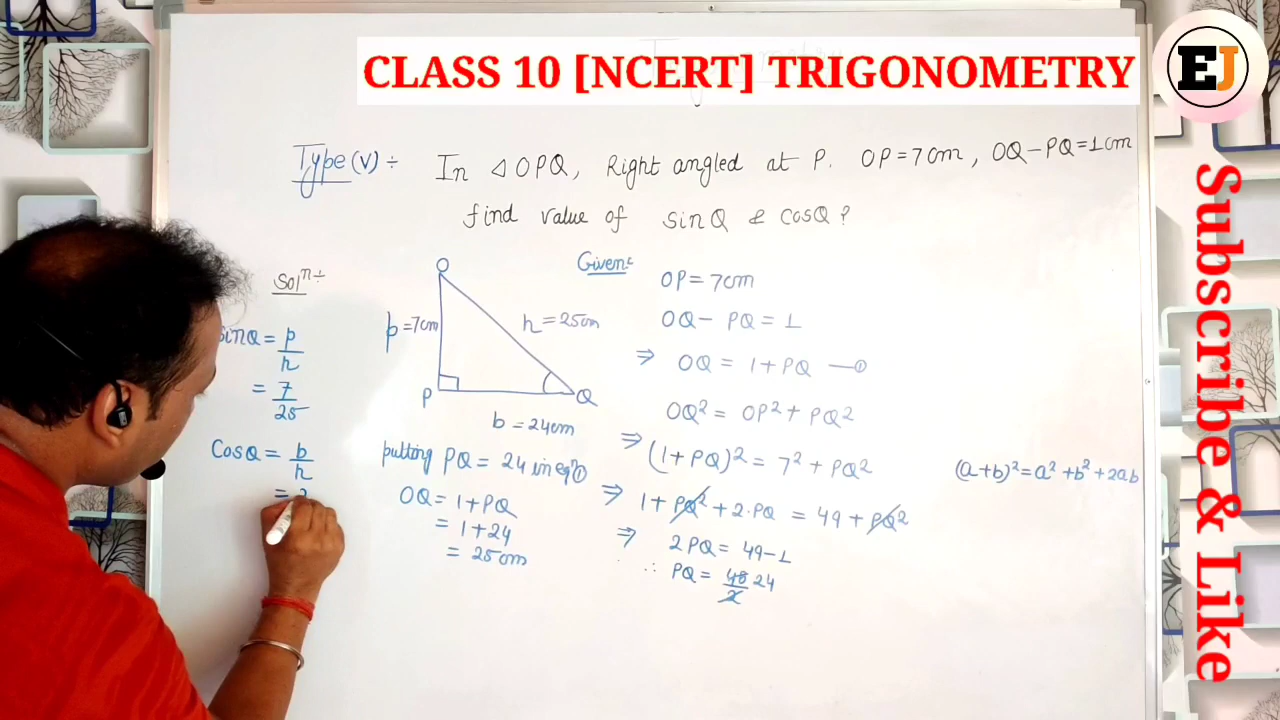 CLASS 10 [NCERT] TRIGONOMETRY
EJ
Type (V) ÷ In △OPQ, Right angled at P. OP=7cm, OQ-PQ=1cm
find value of sinQ & cosQ?
Solⁿ÷
sinQ = p/h
= 7/25
CosQ = b/h
= 2
O
p=7cm
h=25cm
P
Q
b=24cm
putting PQ = 24 in eqⁿ①
OQ = 1+PQ
= 1+24
= 25cm
Given:
OP = 7cm
OQ - PQ = 1
⇒ OQ = 1+PQ —①
OQ² = OP² + PQ²
⇒ (1+PQ)² = 7² + PQ²
⇒ 1 + PQ² + 2·PQ = 49 + PQ²
⇒ 2PQ = 49-1
∴ PQ = 48/2 24
(a+b)² = a²+b²+2ab
Subscribe & Like